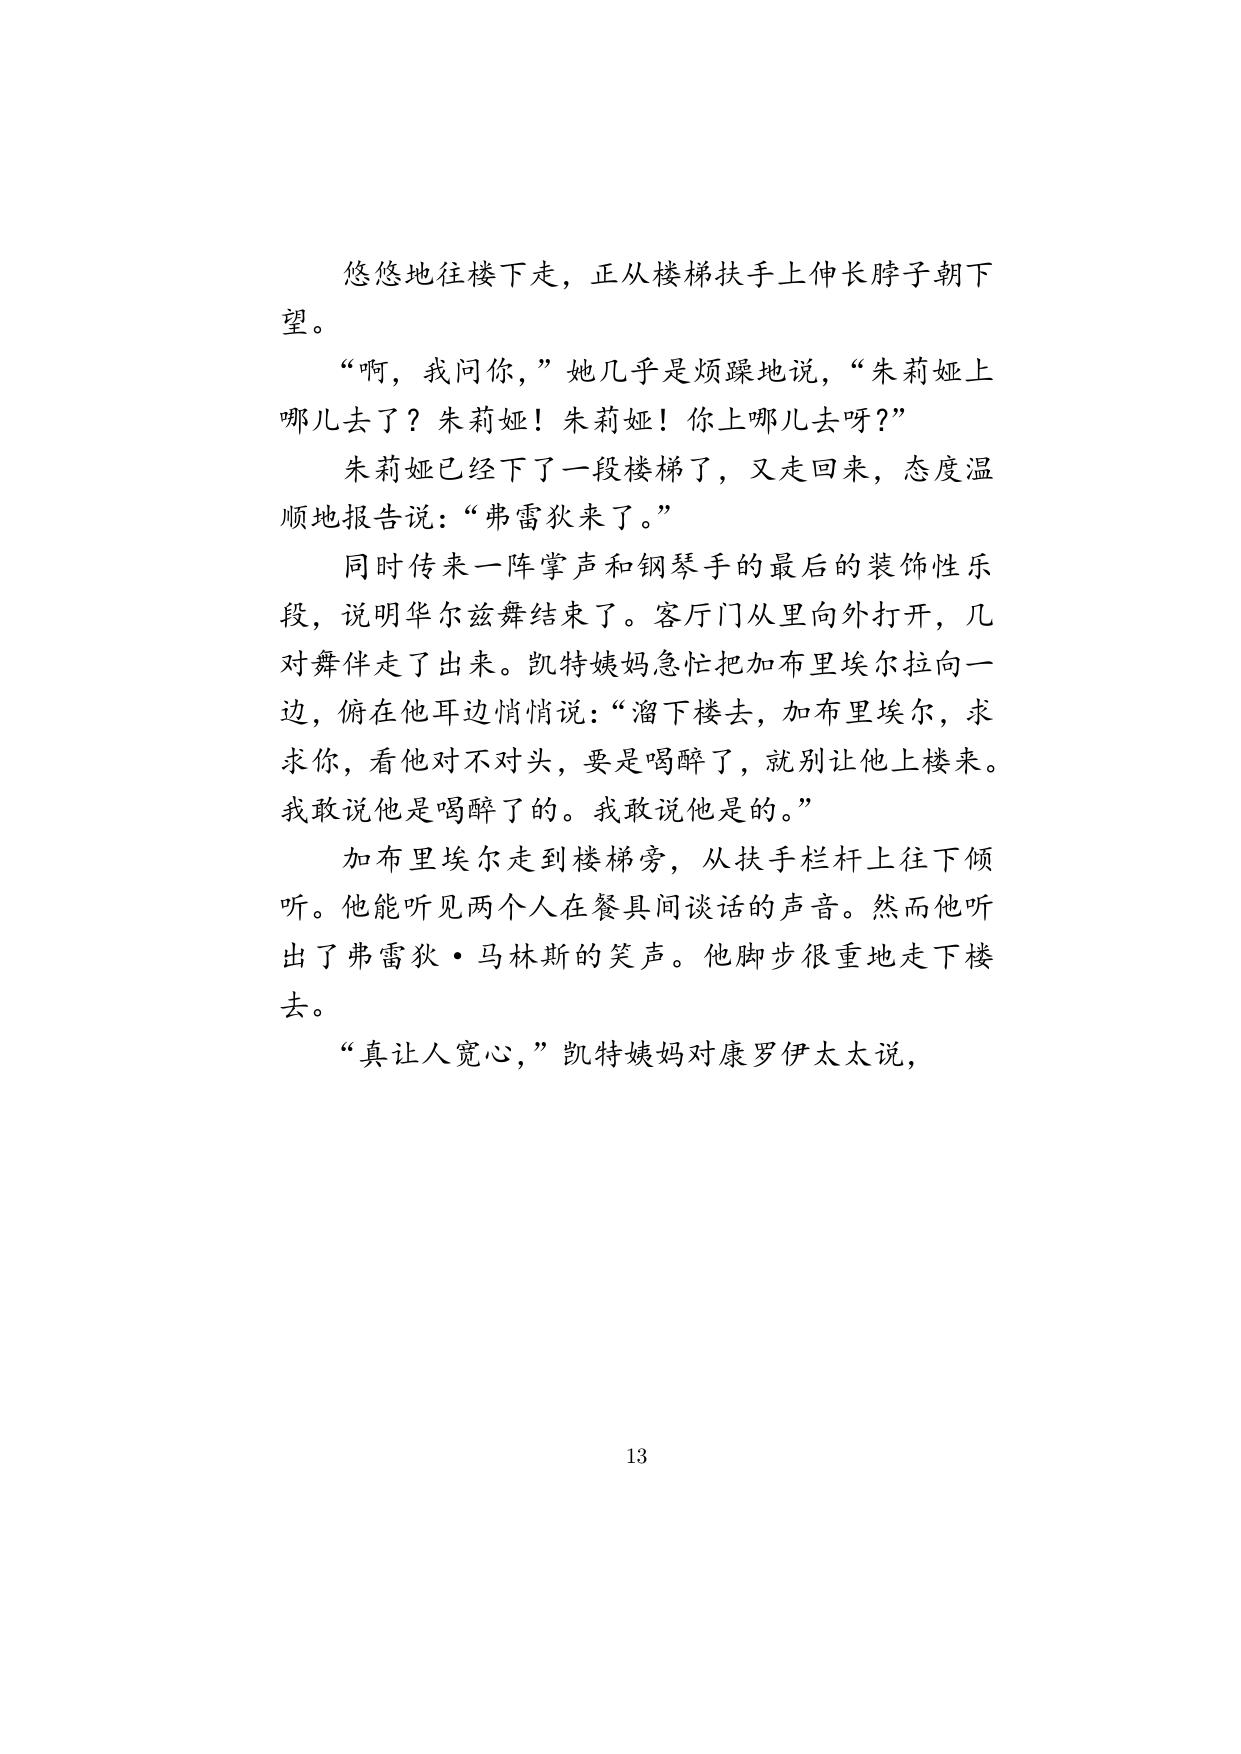 悠悠地往楼下走，正从楼梯扶手上伸长脖子朝下
望。
“啊，我问你，”她几乎是烦躁地说，“朱莉娅上
哪儿去了？朱莉娅！朱莉娅！你上哪儿去呀？”
朱莉娅已经下了一段楼梯了，又走回来，态度温
顺地报告说：“弗雷狄来了。”
同时传来一阵掌声和钢琴手的最后的装饰性乐
段，说明华尔兹舞结束了。客厅门从里向外打开，几
对舞伴走了出来。凯特姨妈急忙把加布里埃尔拉向一
边，俯在他耳边悄悄说：“溜下楼去，加布里埃尔，求
求你，看他对不对头，要是喝醉了，就别让他上楼来。
我敢说他是喝醉了的。我敢说他是的。”
加布里埃尔走到楼梯旁，从扶手栏杆上往下倾
听。他能听见两个人在餐具间谈话的声音。然而他听
出了弗雷狄·马林斯的笑声。他脚步很重地走下楼
去。
“真让人宽心，”凯特姨妈对康罗伊太太说，
13